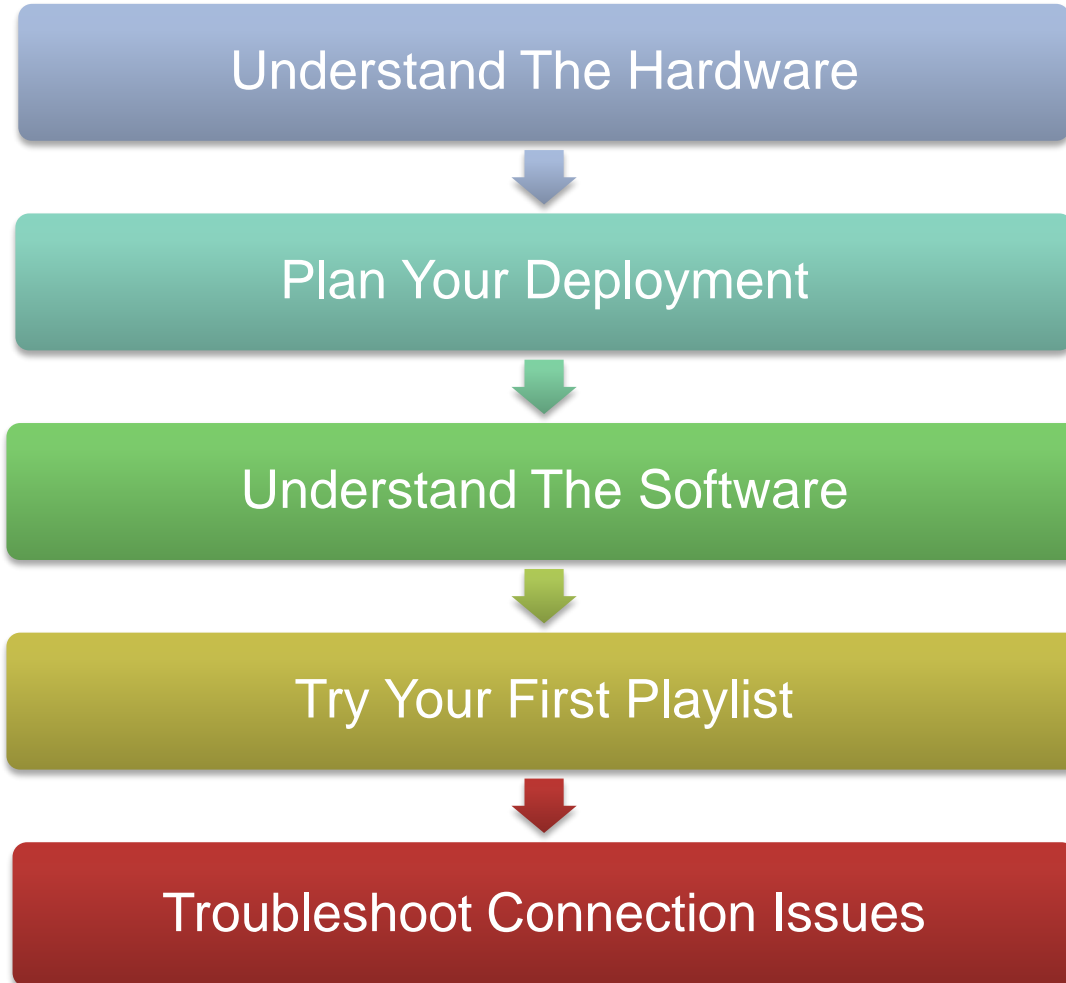 Understand The Hardware
Plan Your Deployment
Understand The Software
Try Your First Playlist
Troubleshoot Connection Issues